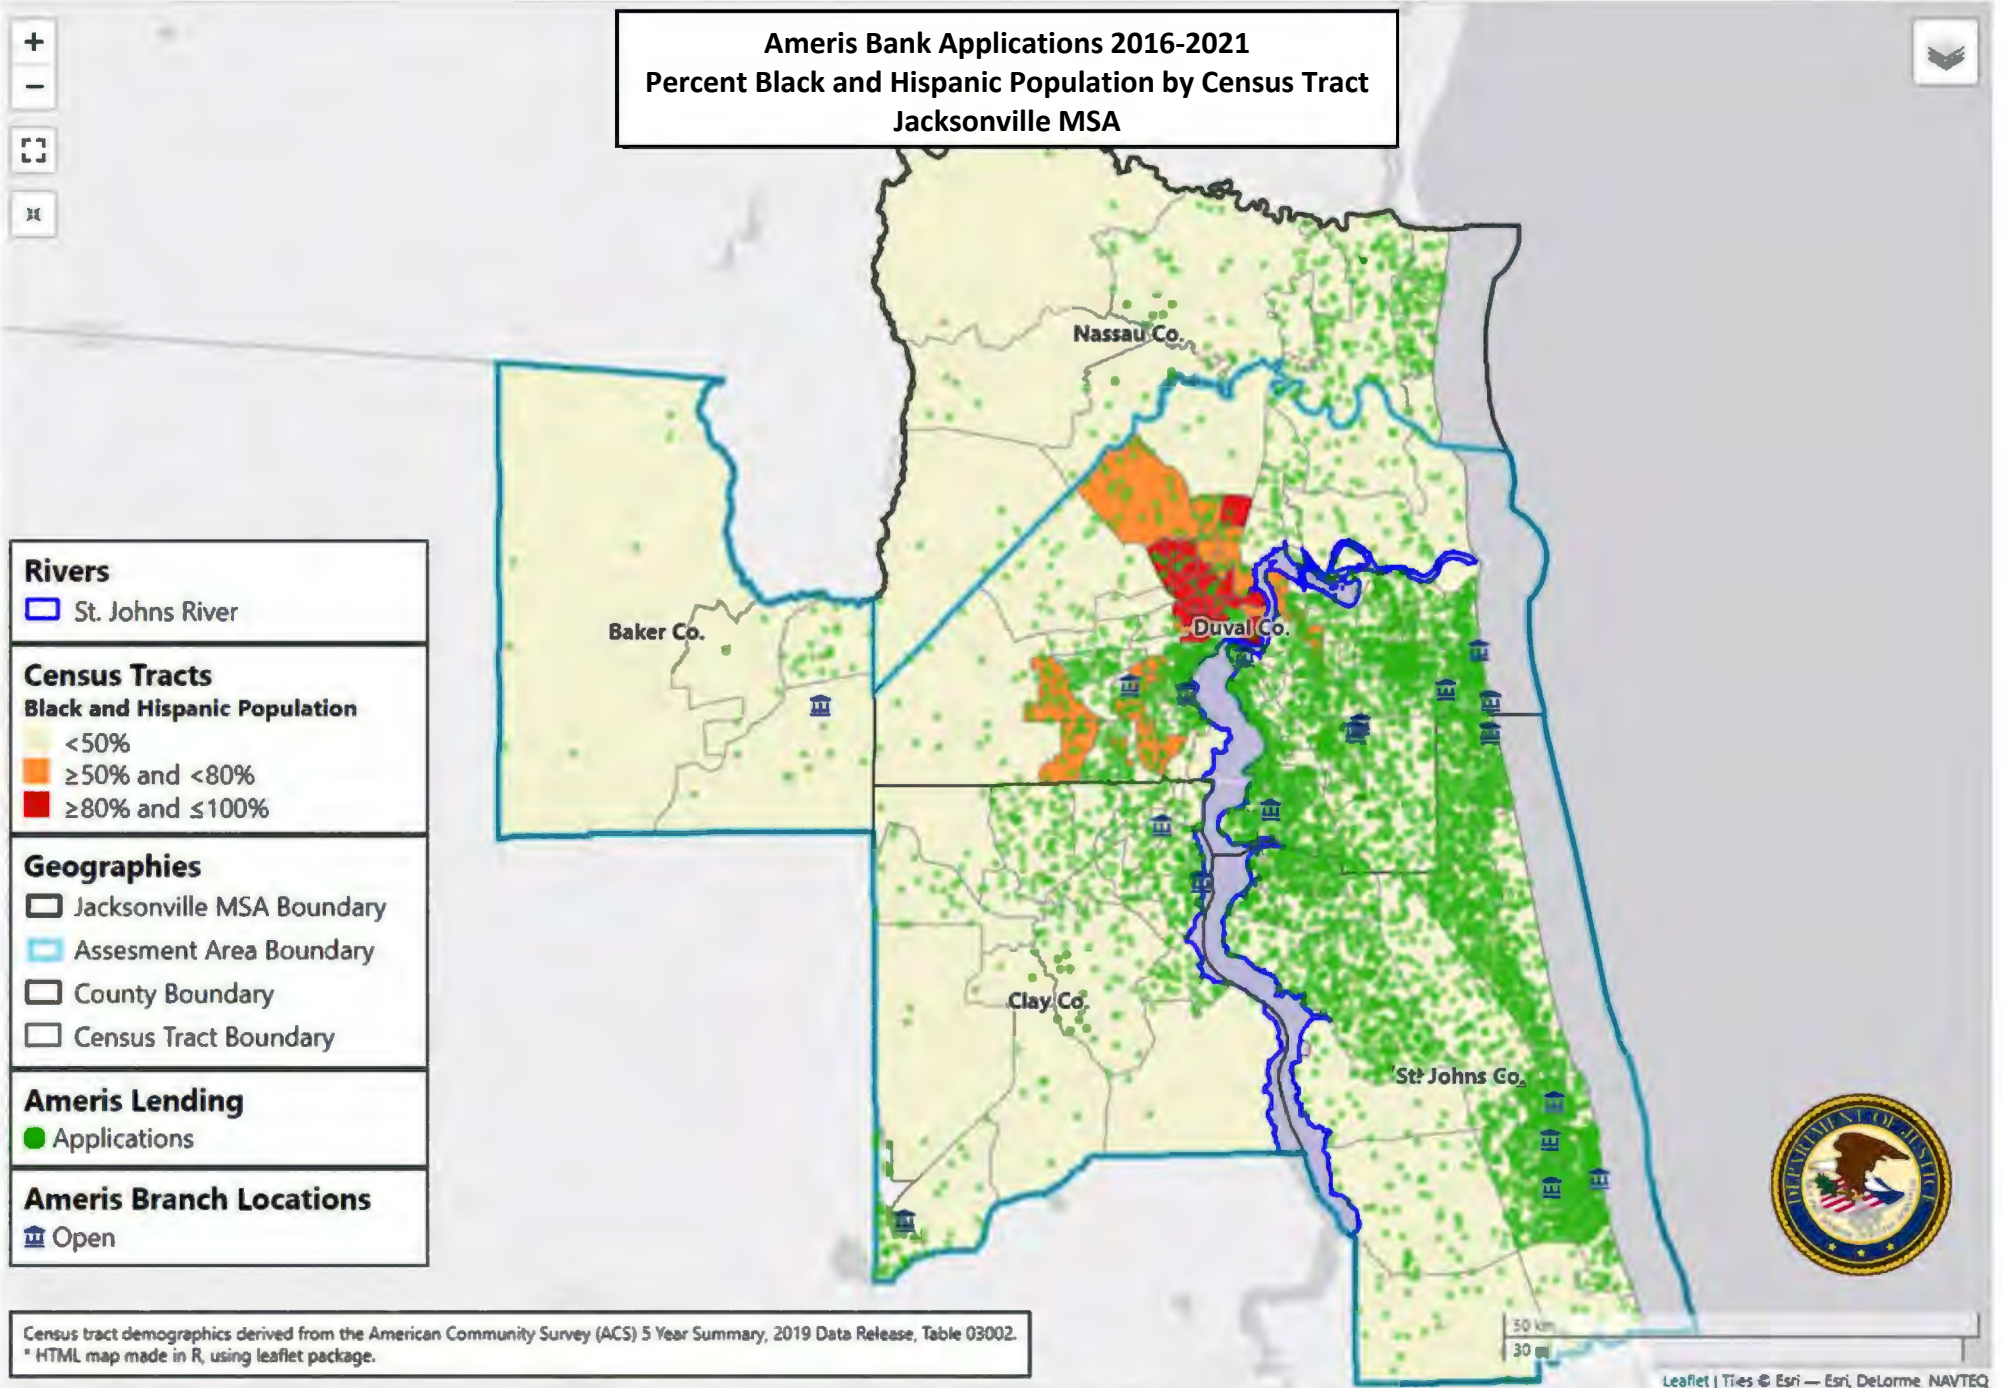 Ameris Bank Applications 2016-2021
Percent Black and Hispanic Population by Census Tract
Jacksonville MSA
+
−
Nassau Co.
Baker Co.
Duval Co.
Clay Co.
St. Johns Co.
Rivers
St. Johns River
Census Tracts
Black and Hispanic Population
<50%
≥50% and <80%
≥80% and ≤100%
Geographies
Jacksonville MSA Boundary
Assesment Area Boundary
County Boundary
Census Tract Boundary
Ameris Lending
Applications
Ameris Branch Locations
Open
DEPARTMENT OF JUSTICE
Census tract demographics derived from the American Community Survey (ACS) 5 Year Summary, 2019 Data Release, Table 03002.
* HTML map made in R, using leaflet package.
30
Leaflet | Tiles © Esri — Esri, DeLorme, NAVTEQ